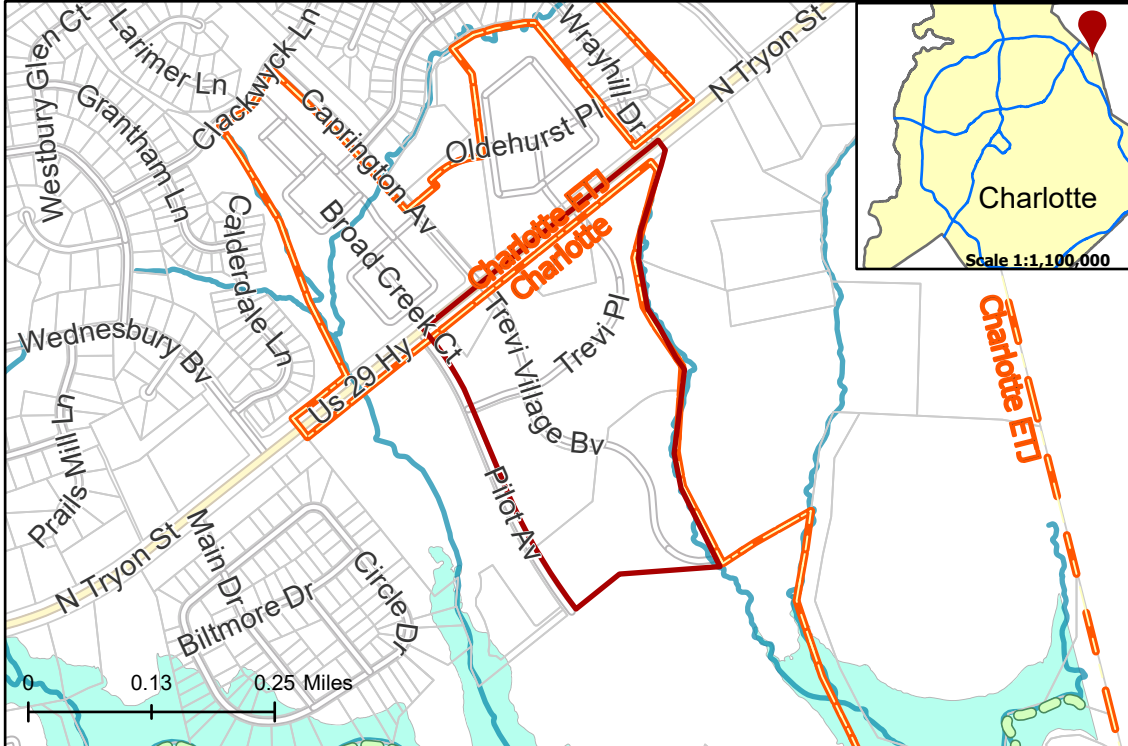 Westbury Glen Ct
Larimer Ln
Clackwyck Ln
Grantham Ln
Caprington Av
Wrayhill Dr
N Tryon St
Oldehurst Pl
Calderdale Ln
Broad Creek Ct
Charlotte ETJ
Charlotte
Charlotte
Scale 1:1,100,000
Charlotte ETJ
Wednesbury Bv
Us 29 Hy
Trevi Village Bv
Trevi Pl
Prails Mill Ln
Pilot Av
N Tryon St
Main Dr
Biltmore Dr
Circle Dr
0 0.13 0.25 Miles